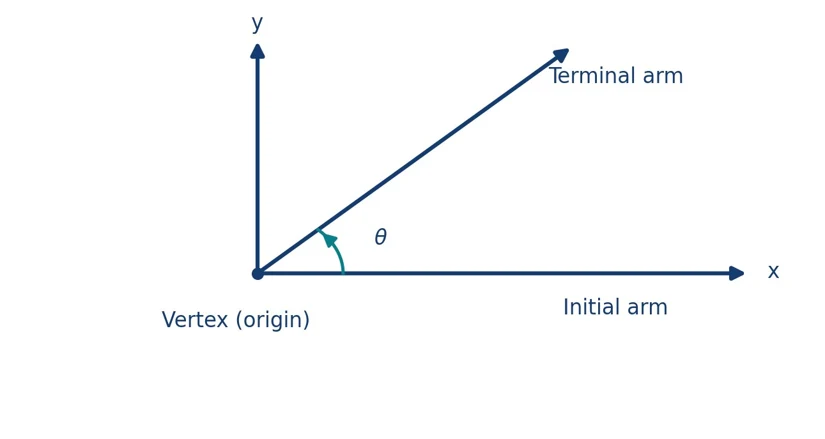 y
Terminal arm
θ
x
Initial arm
Vertex (origin)